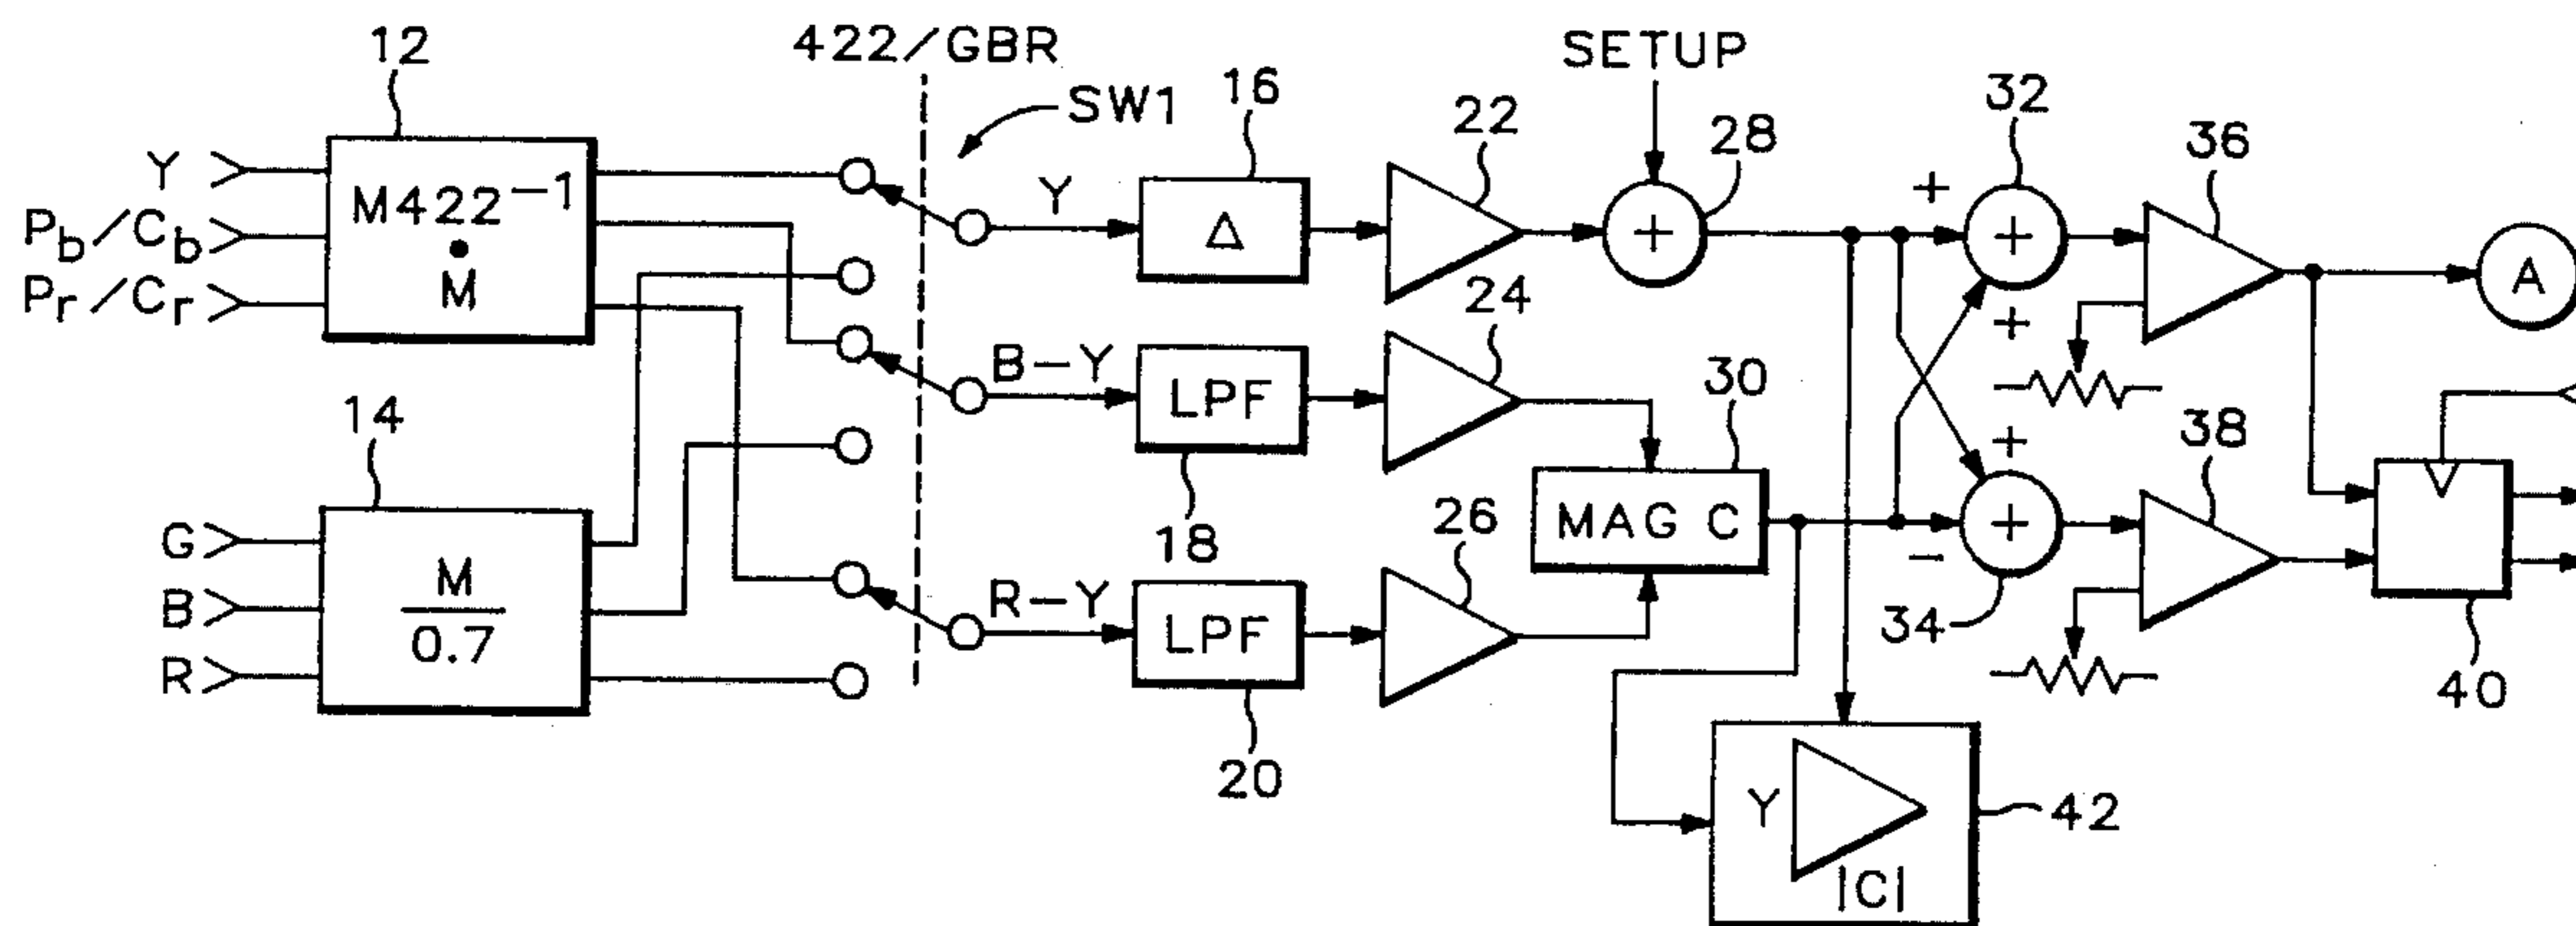 12
422/GBR
SW1
16
22
SETUP
28
32
36
Y
M422⁻¹
•
M
Pb/Cb
Pr/Cr
Y
Δ
+
+
+
+
A
24
B-Y
LPF
18
30
MAG C
+
-
+
34
38
40
14
G
B
R
M
0.7
R-Y
LPF
20
26
Y
|C|
42